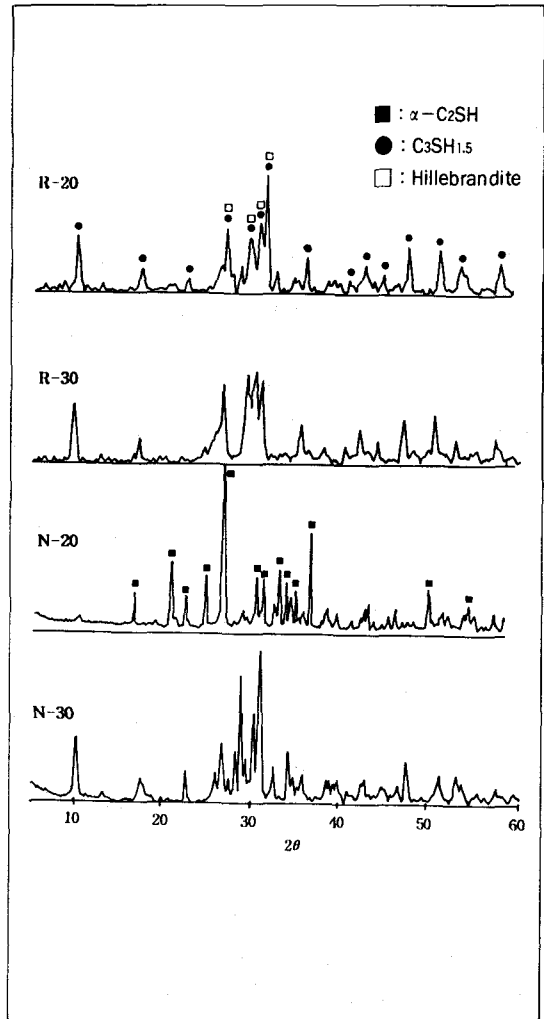 ■ : α-C2SH
● : C3SH1.5
□ : Hillebrandite
R-20
R-30
N-20
N-30
10 20 30 40 50 60
2θ